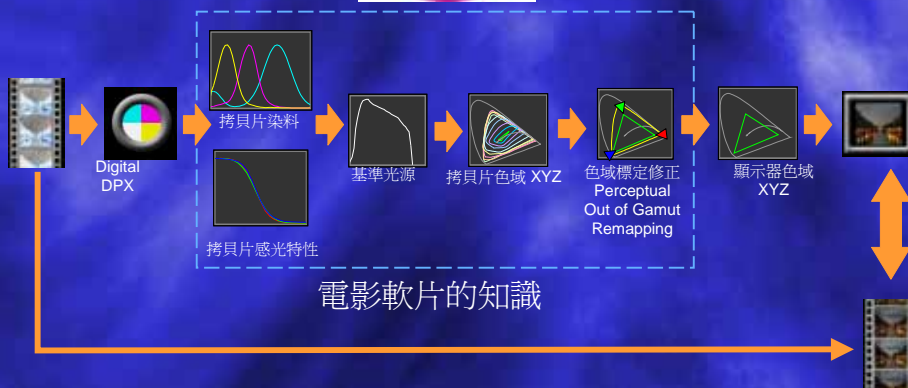 Digital
DPX
拷貝片染料
拷貝片感光特性
基準光源
拷貝片色域 XYZ
色域標定修正
Perceptual
Out of Gamut
Remapping
顯示器色域
XYZ
電影軟片的知識